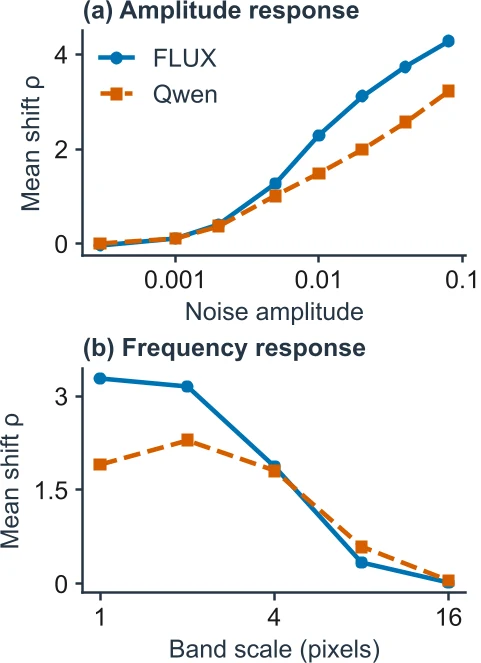 (a) Amplitude response
Mean shift ρ
4
2
0
FLUX
Qwen
0.001
0.01
0.1
Noise amplitude
(b) Frequency response
Mean shift ρ
3
1.5
0
1
4
16
Band scale (pixels)